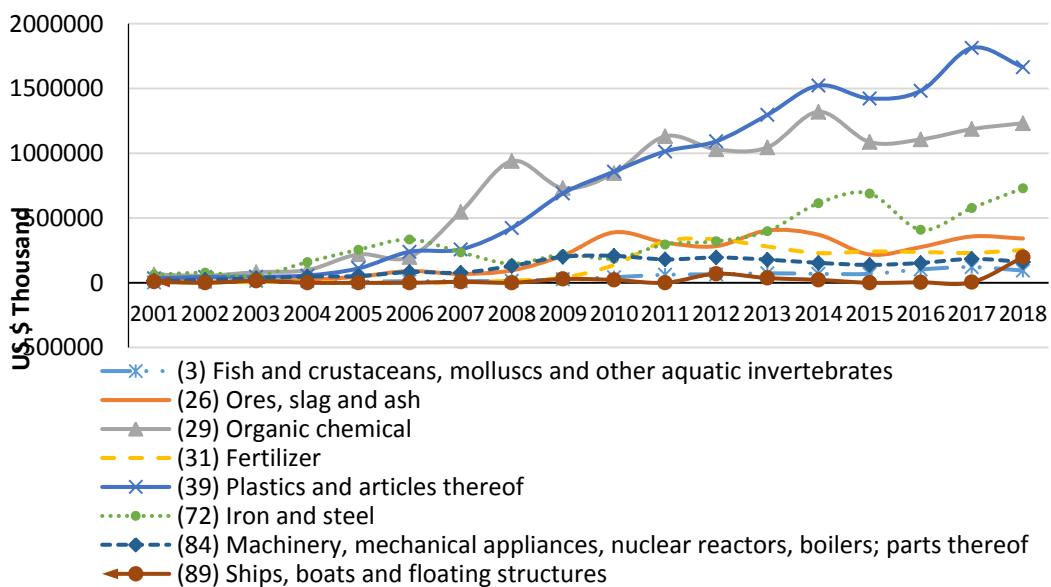 2000000
1500000
1000000
500000
0
500000
US.$ Thousand
2001 2002 2003 2004 2005 2006 2007 2008 2009 2010 2011 2012 2013 2014 2015 2016 2017 2018
(3) Fish and crustaceans, molluscs and other aquatic invertebrates
(26) Ores, slag and ash
(29) Organic chemical
(31) Fertilizer
(39) Plastics and articles thereof
(72) Iron and steel
(84) Machinery, mechanical appliances, nuclear reactors, boilers; parts thereof
(89) Ships, boats and floating structures